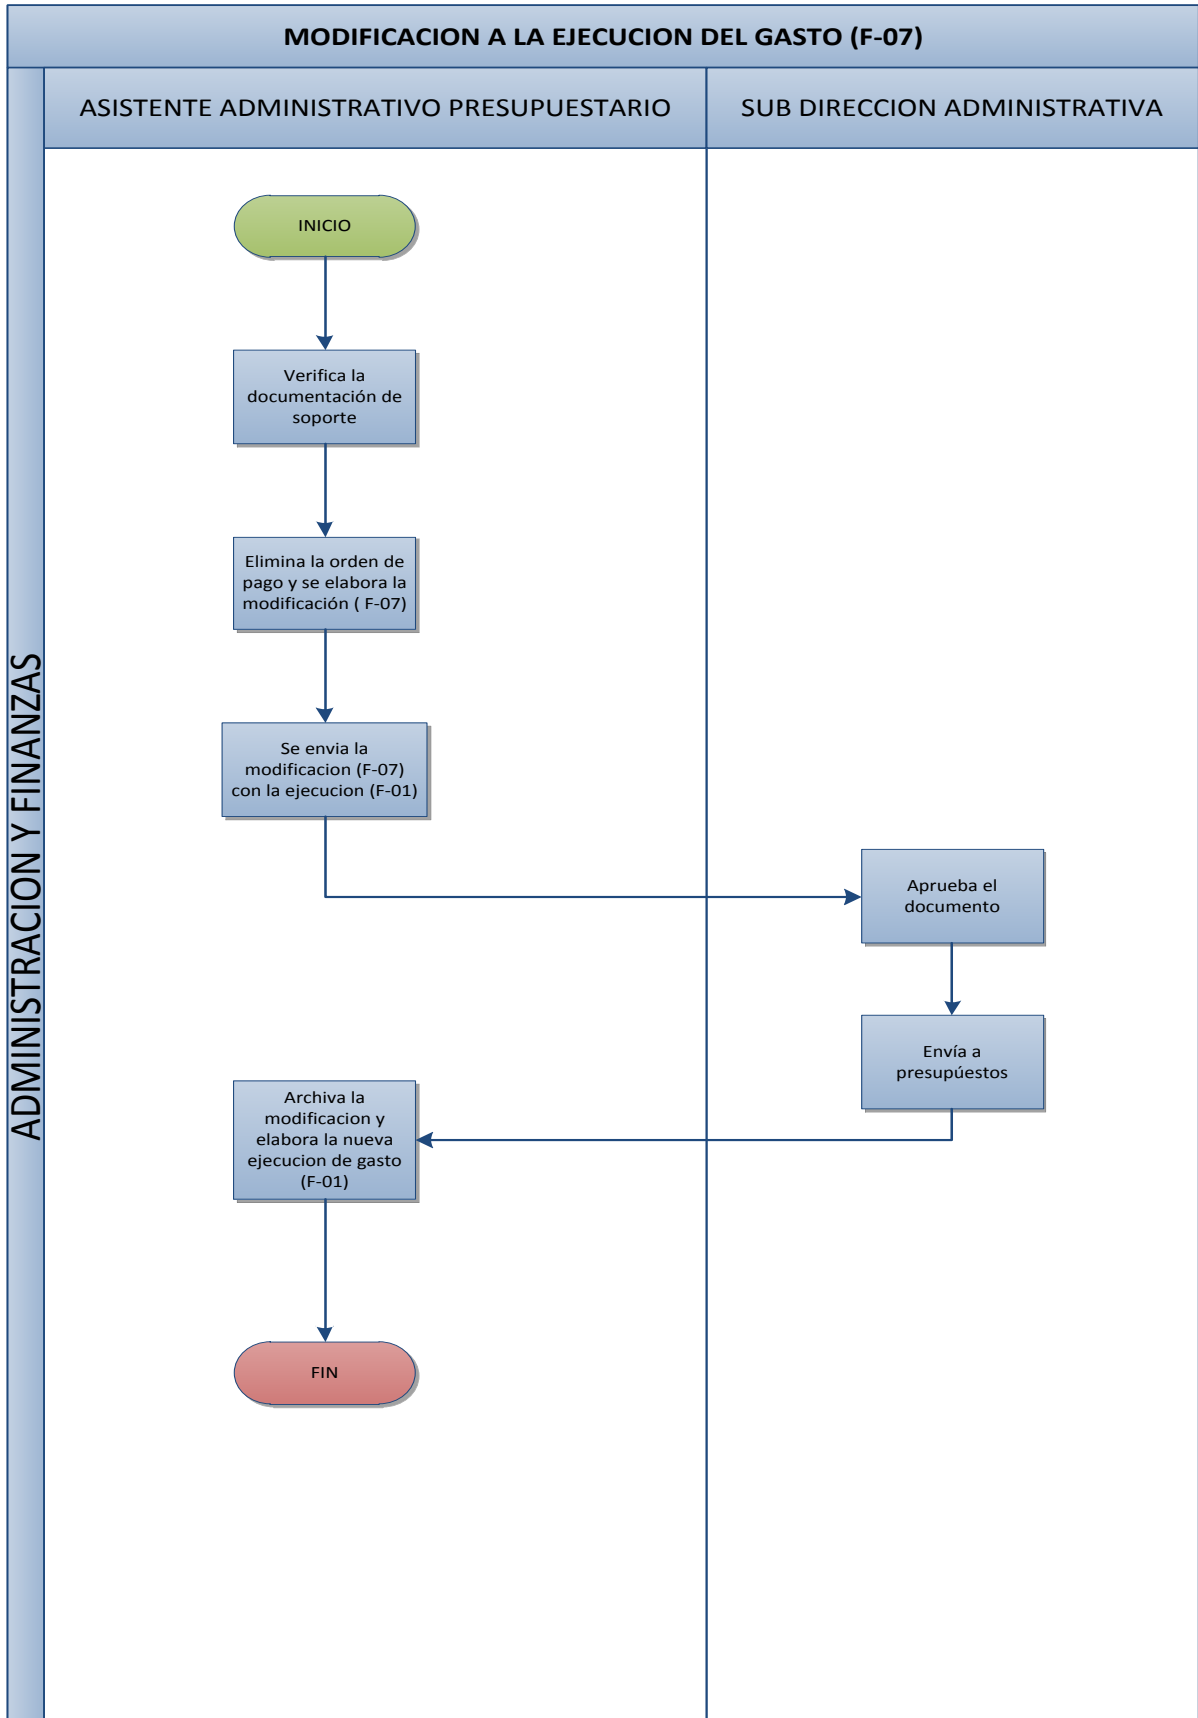 MODIFICACION A LA EJECUCION DEL GASTO (F-07)
ADMINISTRACION Y FINANZAS
ASISTENTE ADMINISTRATIVO PRESUPUESTARIO
SUB DIRECCION ADMINISTRATIVA
INICIO
Verifica la
documentación de
soporte
Elimina la orden de
pago y se elabora la
modificación ( F-07)
Se envia la
modificacion (F-07)
con la ejecucion (F-01)
Aprueba el
documento
Envía a
presupúestos
Archiva la
modificacion y
elabora la nueva
ejecucion de gasto
(F-01)
FIN